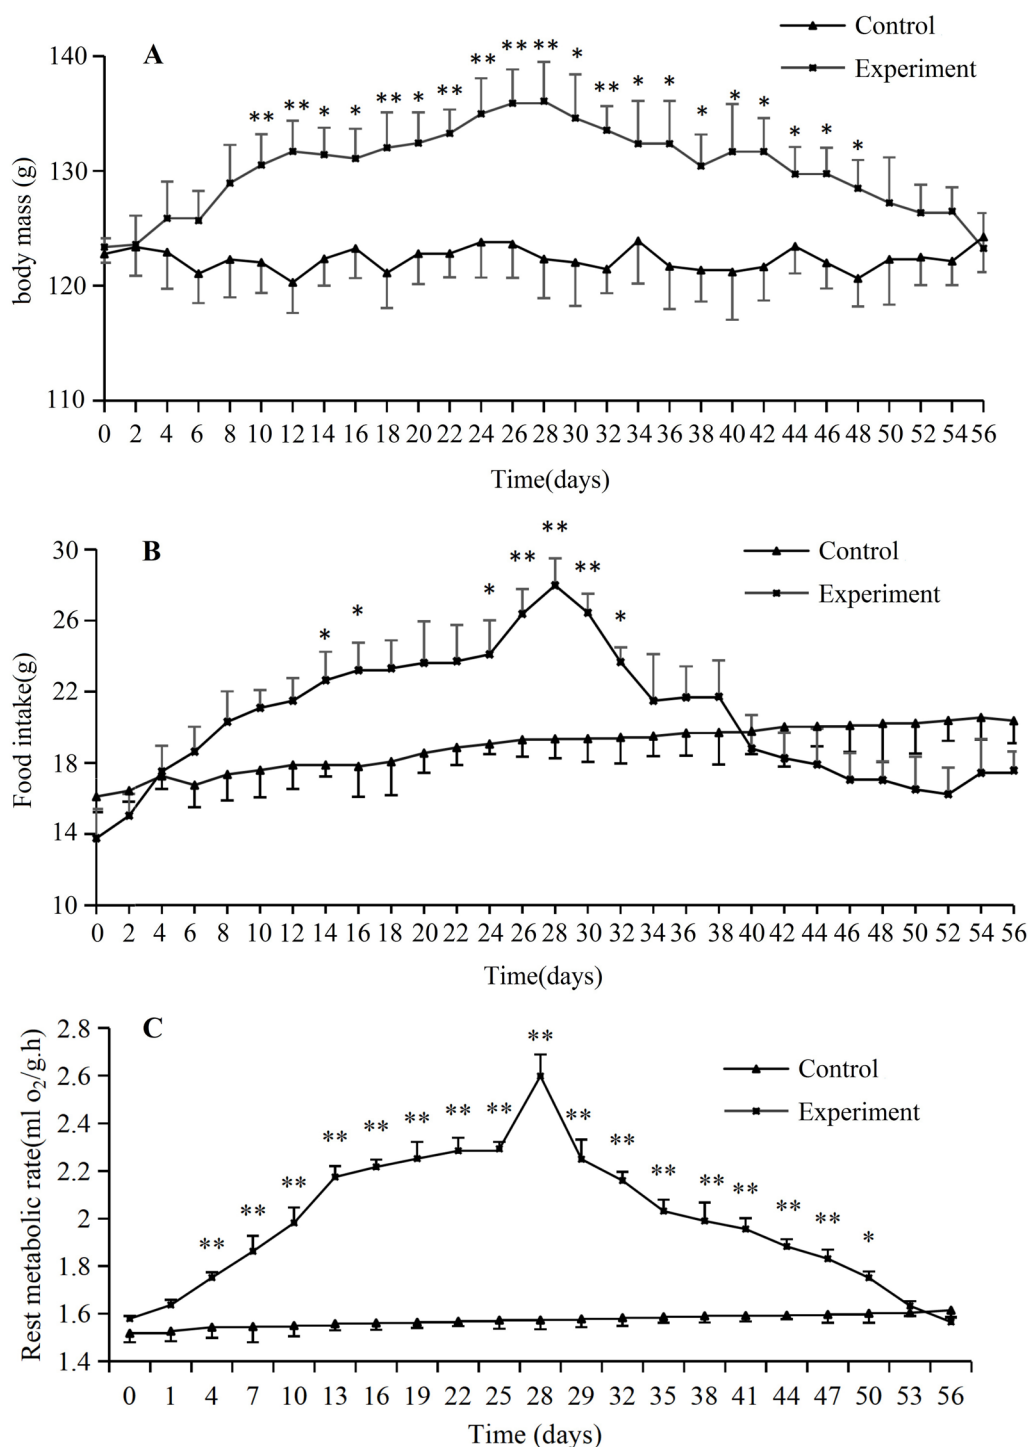 A
Control
Experiment
** ** * * ** * ** ** ** ** * ** * * * * * * * *
140
130
120
110
body mass (g)
0 2 4 6 8 10 12 14 16 18 20 22 24 26 28 30 32 34 36 38 40 42 44 46 48 50 52 54 56
Time(days)
B
Control
Experiment
* * * ** ** ** *
30
26
22
18
14
10
Food intake(g)
0 2 4 6 8 10 12 14 16 18 20 22 24 26 28 30 32 34 36 38 40 42 44 46 48 50 52 54 56
Time(days)
C
Control
Experiment
** ** ** ** ** ** ** ** ** ** ** ** ** ** ** ** *
2.8
2.6
2.4
2.2
2
1.8
1.6
1.4
Rest metabolic rate(ml o₂/g.h)
0 1 4 7 10 13 16 19 22 25 28 29 32 35 38 41 44 47 50 53 56
Time (days)